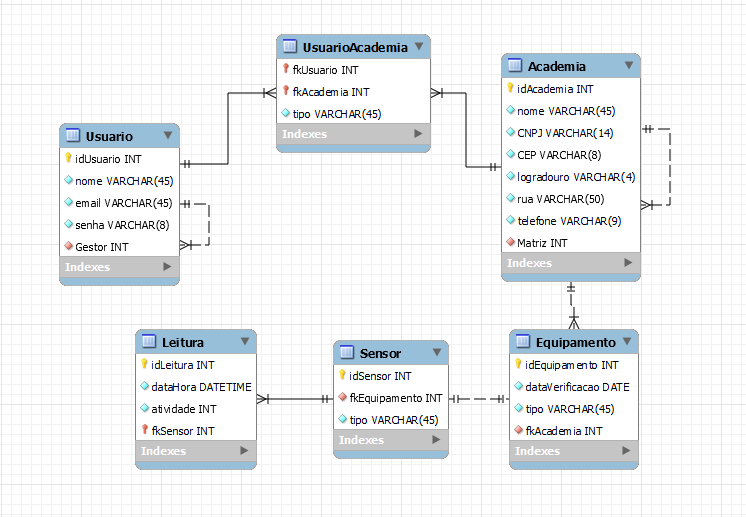 UsuarioAcademia
fkUsuario INT
fkAcademia INT
tipo VARCHAR(45)
Indexes
Academia
idAcademia INT
nome VARCHAR(45)
CNPJ VARCHAR(14)
CEP VARCHAR(8)
logradouro VARCHAR(4)
rua VARCHAR(50)
telefone VARCHAR(9)
Matriz INT
Indexes
Usuario
idUsuario INT
nome VARCHAR(45)
email VARCHAR(45)
senha VARCHAR(8)
Gestor INT
Indexes
Leitura
idLeitura INT
dataHora DATETIME
atividade INT
fkSensor INT
Indexes
Sensor
idSensor INT
fkEquipamento INT
tipo VARCHAR(45)
Indexes
Equipamento
idEquipamento INT
dataVerificacao DATE
tipo VARCHAR(45)
fkAcademia INT
Indexes